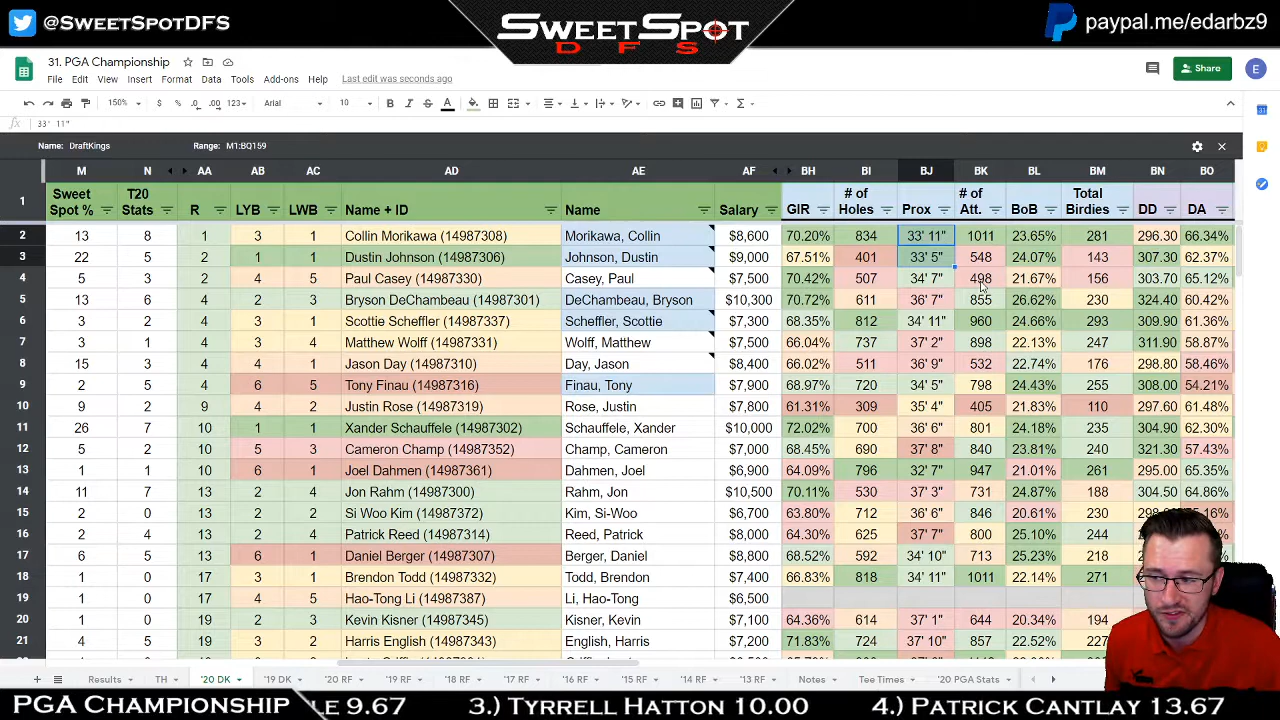 @SWEETSPOTDFS
SWEETSPOT
DFS
paypal.me/edarbz9
31. PGA Championship
File Edit View Insert Format Data Tools Add-ons Help Last edit was seconds ago
Share
E
150% $ % .0 .00 123 Arial 10
fx 33' 11"
Name: DraftKings Range: M1:BQ159
M N AA AB AC AD AE AF BH BI BJ BK BL BM BN BO
1 Sweet Spot % T20 Stats R LYB LWB Name + ID Name Salary GIR # of Holes Prox # of Att. BoB Total Birdies DD DA
2 13 8 1 3 1 Collin Morikawa (14987308) Morikawa, Collin $8,600 70.20% 834 33' 11" 1011 23.65% 281 296.30 66.34%
3 22 5 2 1 1 Dustin Johnson (14987306) Johnson, Dustin $9,000 67.51% 401 33' 5" 548 24.07% 143 307.30 62.37%
4 5 3 2 4 5 Paul Casey (14987330) Casey, Paul $7,400 70.42% 507 34' 7" 498 21.67% 156 303.70 65.12%
5 13 6 4 2 3 Bryson DeChambeau (14987301) DeChambeau, Bryson $10,300 70.72% 611 36' 7" 855 26.62% 230 324.40 60.42%
6 3 2 4 3 1 Scottie Scheffler (14987337) Scheffler, Scottie $7,300 68.35% 812 34' 11" 960 24.66% 293 309.90 61.36%
7 3 1 4 3 4 Matthew Wolff (14987331) Wolff, Matthew $7,500 66.04% 737 37' 2" 898 22.13% 247 311.90 58.87%
8 15 3 4 4 1 Jason Day (14987310) Day, Jason $8,400 66.02% 511 36' 9" 532 22.74% 176 298.80 58.46%
9 2 5 4 6 5 Tony Finau (14987316) Finau, Tony $7,900 68.97% 720 34' 5" 798 24.43% 255 308.00 54.21%
10 9 2 9 4 2 Justin Rose (14987319) Rose, Justin $7,800 61.31% 309 35' 4" 405 21.83% 110 297.60 61.48%
11 26 7 10 1 1 Xander Schauffele (14987302) Schauffele, Xander $10,000 72.02% 700 36' 6" 801 24.18% 235 304.90 62.30%
12 5 2 10 5 3 Cameron Champ (14987352) Champ, Cameron $7,000 68.45% 690 37' 8" 840 23.81% 240 321.30 57.43%
13 1 1 10 6 1 Joel Dahmen (14987361) Dahmen, Joel $6,900 64.09% 796 32' 7" 947 21.01% 261 295.00 65.35%
14 11 7 13 2 4 Jon Rahm (14987300) Rahm, Jon $10,500 70.11% 530 37' 3" 731 24.87% 188 304.50 64.86%
15 2 0 13 2 2 Si Woo Kim (14987372) Kim, Si-Woo $6,700 63.80% 712 36' 6" 846 20.61% 230
16 2 4 13 2 2 Patrick Reed (14987314) Reed, Patrick $8,700 64.30% 625 37' 7" 800 25.10% 244
17 6 5 13 6 1 Daniel Berger (14987307) Berger, Daniel $8,800 68.52% 592 34' 10" 713 25.23% 218
18 1 0 17 3 1 Brendon Todd (14987332) Todd, Brendon $7,400 66.83% 818 34' 11" 1011 22.14% 271
19 1 0 17 4 5 Hao-Tong Li (14987387) Li, Hao-Tong $6,500
20 1 0 19 2 3 Kevin Kisner (14987345) Kisner, Kevin $7,100 64.36% 614 37' 1" 644 20.34% 194
21 4 5 19 3 2 Harris English (14987343) English, Harris $7,200 71.83% 724 37' 10" 857 22.52%
Results TH '20 DK '19 DK '20 RF '19 RF '18 RF '17 RF '16 RF '15 RF '14 RF '13 RF Notes Tee Times '20 PGA Stats
PGA CHAMPIONSHIP LE 9.67 3.) TYRRELL HATTON 10.00 4.) PATRICK CANTLAY 13.67